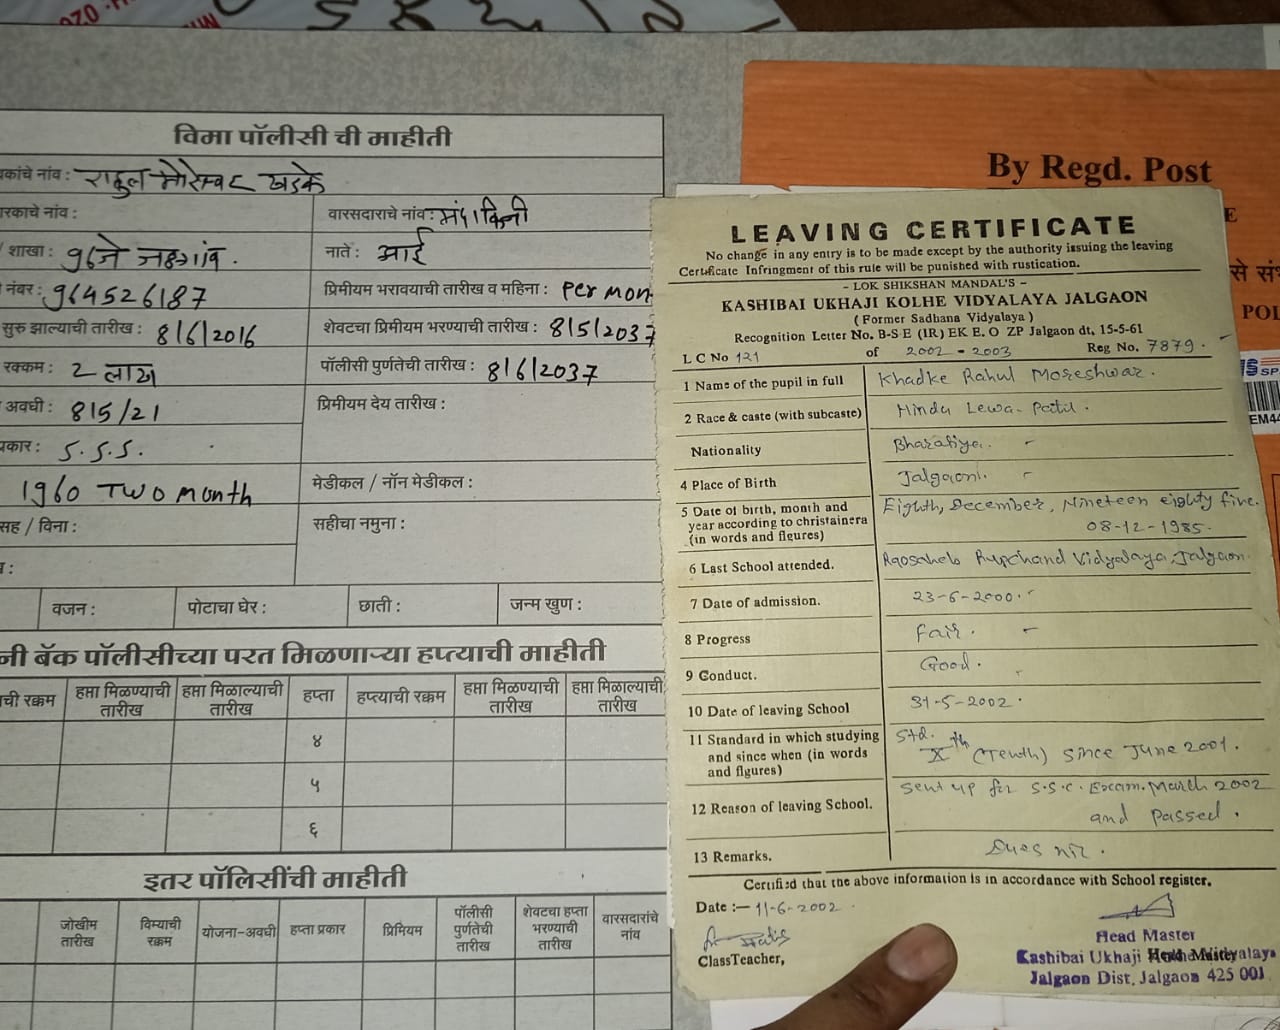 विमा पॉलीसी ची माहीती
कांचे नांव : राहुल मोरेश्वर खडके
रकाचे नांव :
वारसदाराचे नांव : मंदाकिनी
शाखा :
नाते : आई
नंबर : 964526187
प्रिमीयम भरावयाची तारीख व महिना : Per mon
सुरु झाल्याची तारीख : 8/6/2016
शेवटचा प्रिमीयम भरण्याची तारीख : 8/5/2037
रक्कम : 2 लाख
पॉलीसी पुर्णतेची तारीख : 8/6/2037
अवधी : 815/21
प्रिमीयम देय तारीख :
प्रकार : S.S.S.
1960 TWO month
मेडीकल / नॉन मेडीकल :
सह / विना :
सहीचा नमुना :
वजन :
पोटाचा घेर :
छाती :
जन्म खुण :
नी बॅक पॉलीसीच्या परत मिळणाऱ्या हप्त्याची माहीती
ची रक्कम
हप्ता मिळण्याची तारीख
हप्ता मिळाल्याची तारीख
हप्ता
हप्त्याची रक्कम
हप्ता मिळण्याची तारीख
हप्ता मिळाल्याची तारीख
४
५
६
इतर पॉलिसींची माहीती
जोखीम तारीख
विम्याची रक्कम
योजना-अवधी
हप्ता प्रकार
प्रिमियम
पॉलीसी पुर्णतेची तारीख
शेवटचा हप्ता भरण्याची तारीख
वारसदारांचे नांव
By Regd. Post
से सं
POL
SP
EM44
LEAVING CERTIFICATE
No change in any entry is to be made except by the authority issuing the leaving
Certificate Infringment of this rule will be punished with rustication.
- LOK SHIKSHAN MANDAL'S -
KASHIBAI UKHAJI KOLHE VIDYALAYA JALGAON
( Former Sadhana Vidyalaya )
Recognition Letter No. B-S-E (IR) EK E. O ZP Jalgaon dt, 15-5-61
L C No 121 of 2002 - 2003 Reg No. 7879.
1 Name of the pupil in full Khadke Rahul Moreshwar.
2 Race & caste (with subcaste) Hindu Lewa-Patil.
Nationality Bharatiya.
4 Place of Birth Jalgaon.
5 Date of birth, month and year according to christainera (in words and figures) Eighth, December, Nineteen eighty five.
08-12-1985.
6 Last School attended. Raosaheb Rupchand Vidyalaya, Jalgaon
7 Date of admission. 23-6-2000.
8 Progress Fair.
9 Conduct. Good.
10 Date of leaving School 31-5-2002.
11 Standard in which studying and since when (in words and figures) Std. Xth (Tenth) since June 2001.
12 Reason of leaving School. Sent up for S.S.C. Exam. March 2002
and passed.
13 Remarks. Dues nil.
Certified that the above information is in accordance with School register.
Date :— 11-6-2002
ClassTeacher,
Head Master
Kashibai Ukhaji
Jalgaon Dist. Jalgaon 425 001